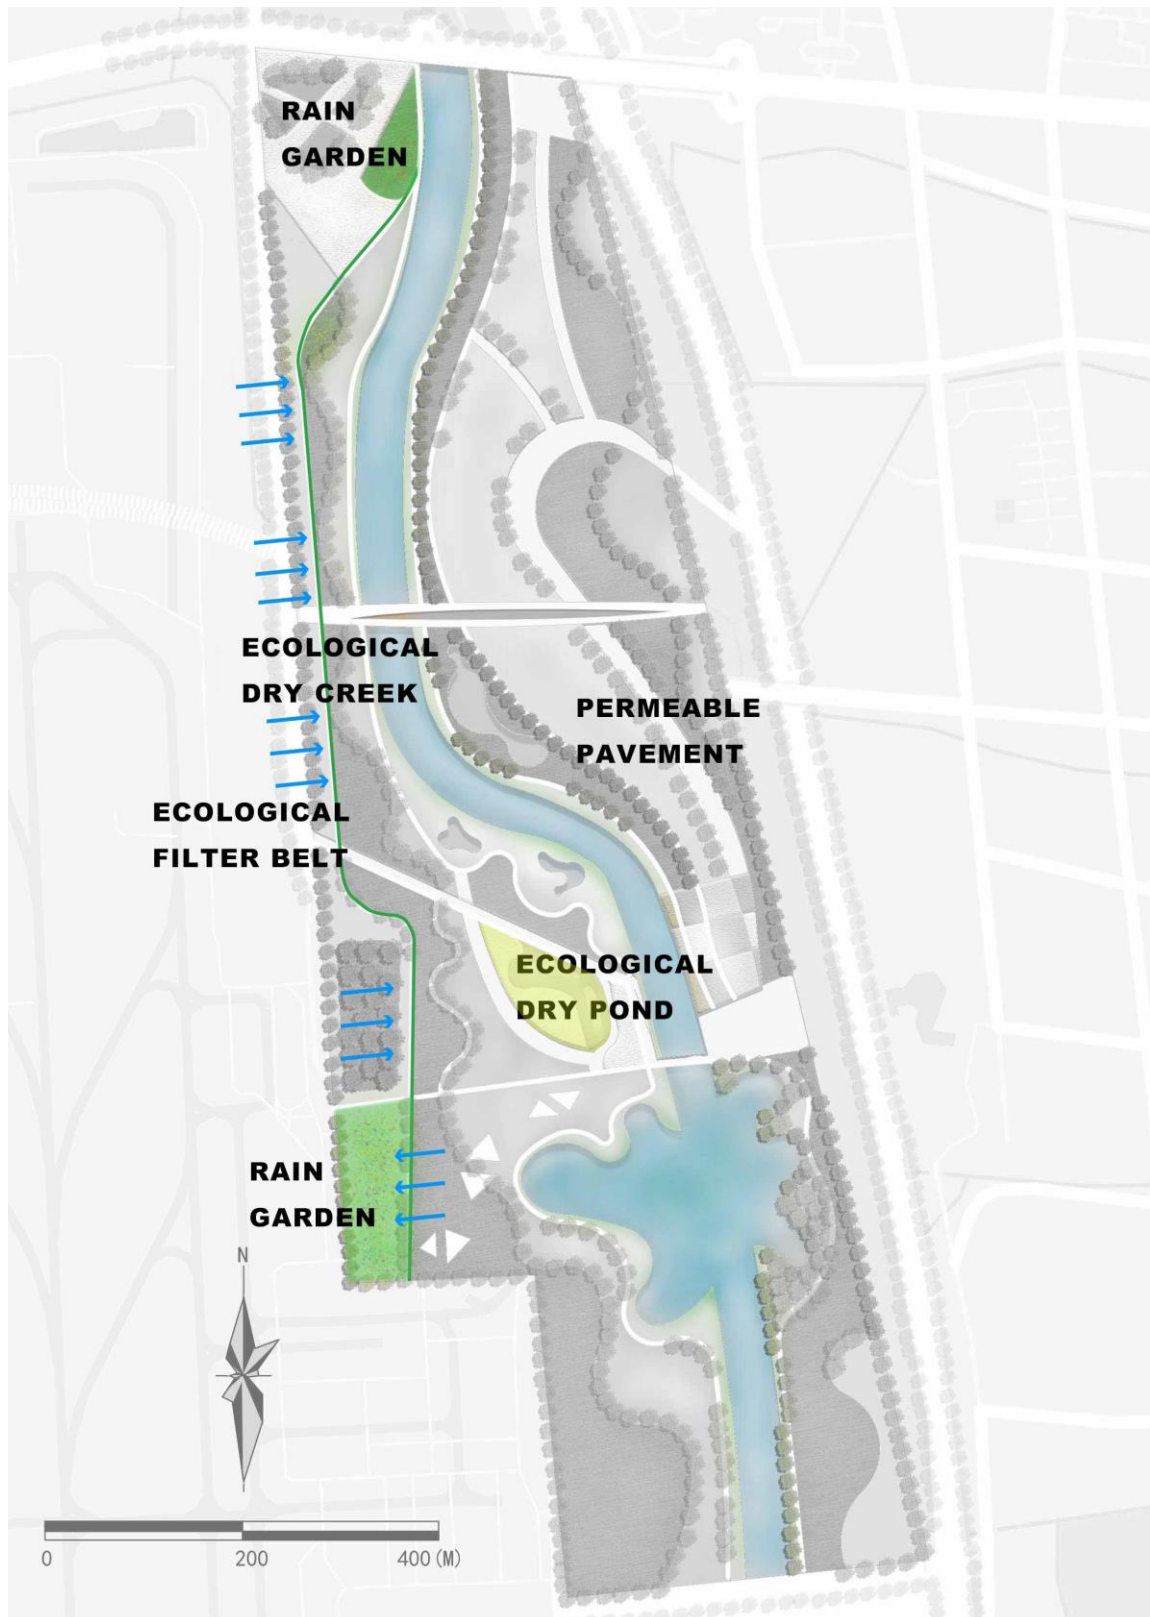 RAIN
GARDEN
ECOLOGICAL
DRY CREEK
PERMEABLE
PAVEMENT
ECOLOGICAL
FILTER BELT
ECOLOGICAL
DRY POND
RAIN
GARDEN
N
0 200 400 (M)